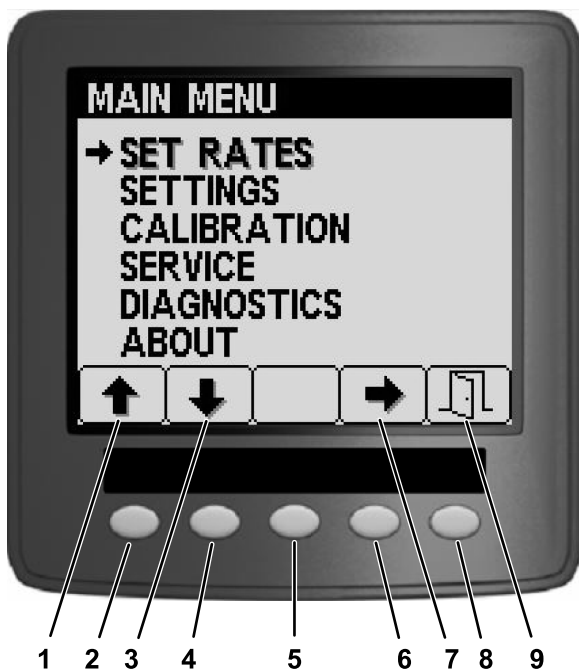 MAIN MENU
SET RATES
SETTINGS
CALIBRATION
SERVICE
DIAGNOSTICS
ABOUT
1 2 3 4 5 6 7 8 9